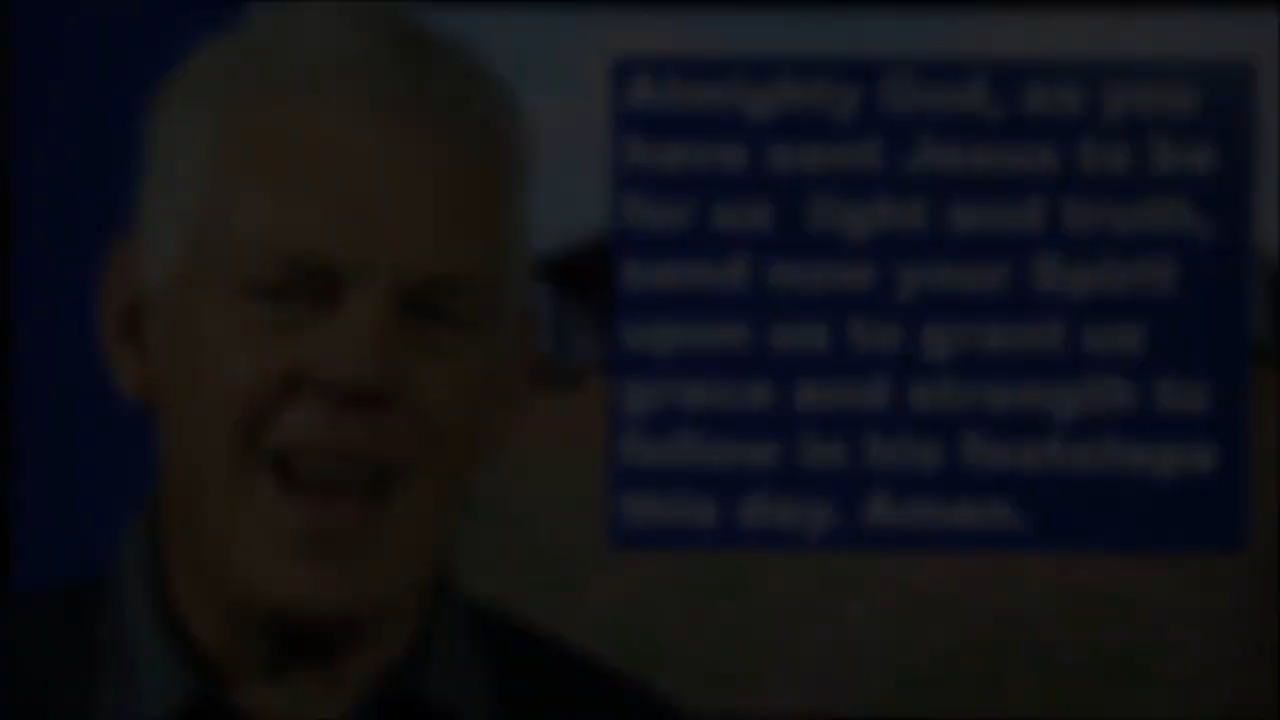 Almighty God, as you
have sent Jesus to be
for us light and truth,
send now your Spirit
upon us to grant us
grace and strength to
follow in his footsteps
this day. Amen.